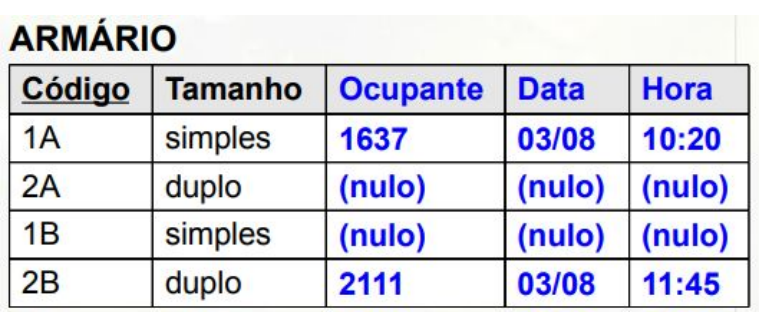 ARMÁRIO
Código Tamanho Ocupante Data Hora
1A simples 1637 03/08 10:20
2A duplo (nulo) (nulo) (nulo)
1B simples (nulo) (nulo) (nulo)
2B duplo 2111 03/08 11:45